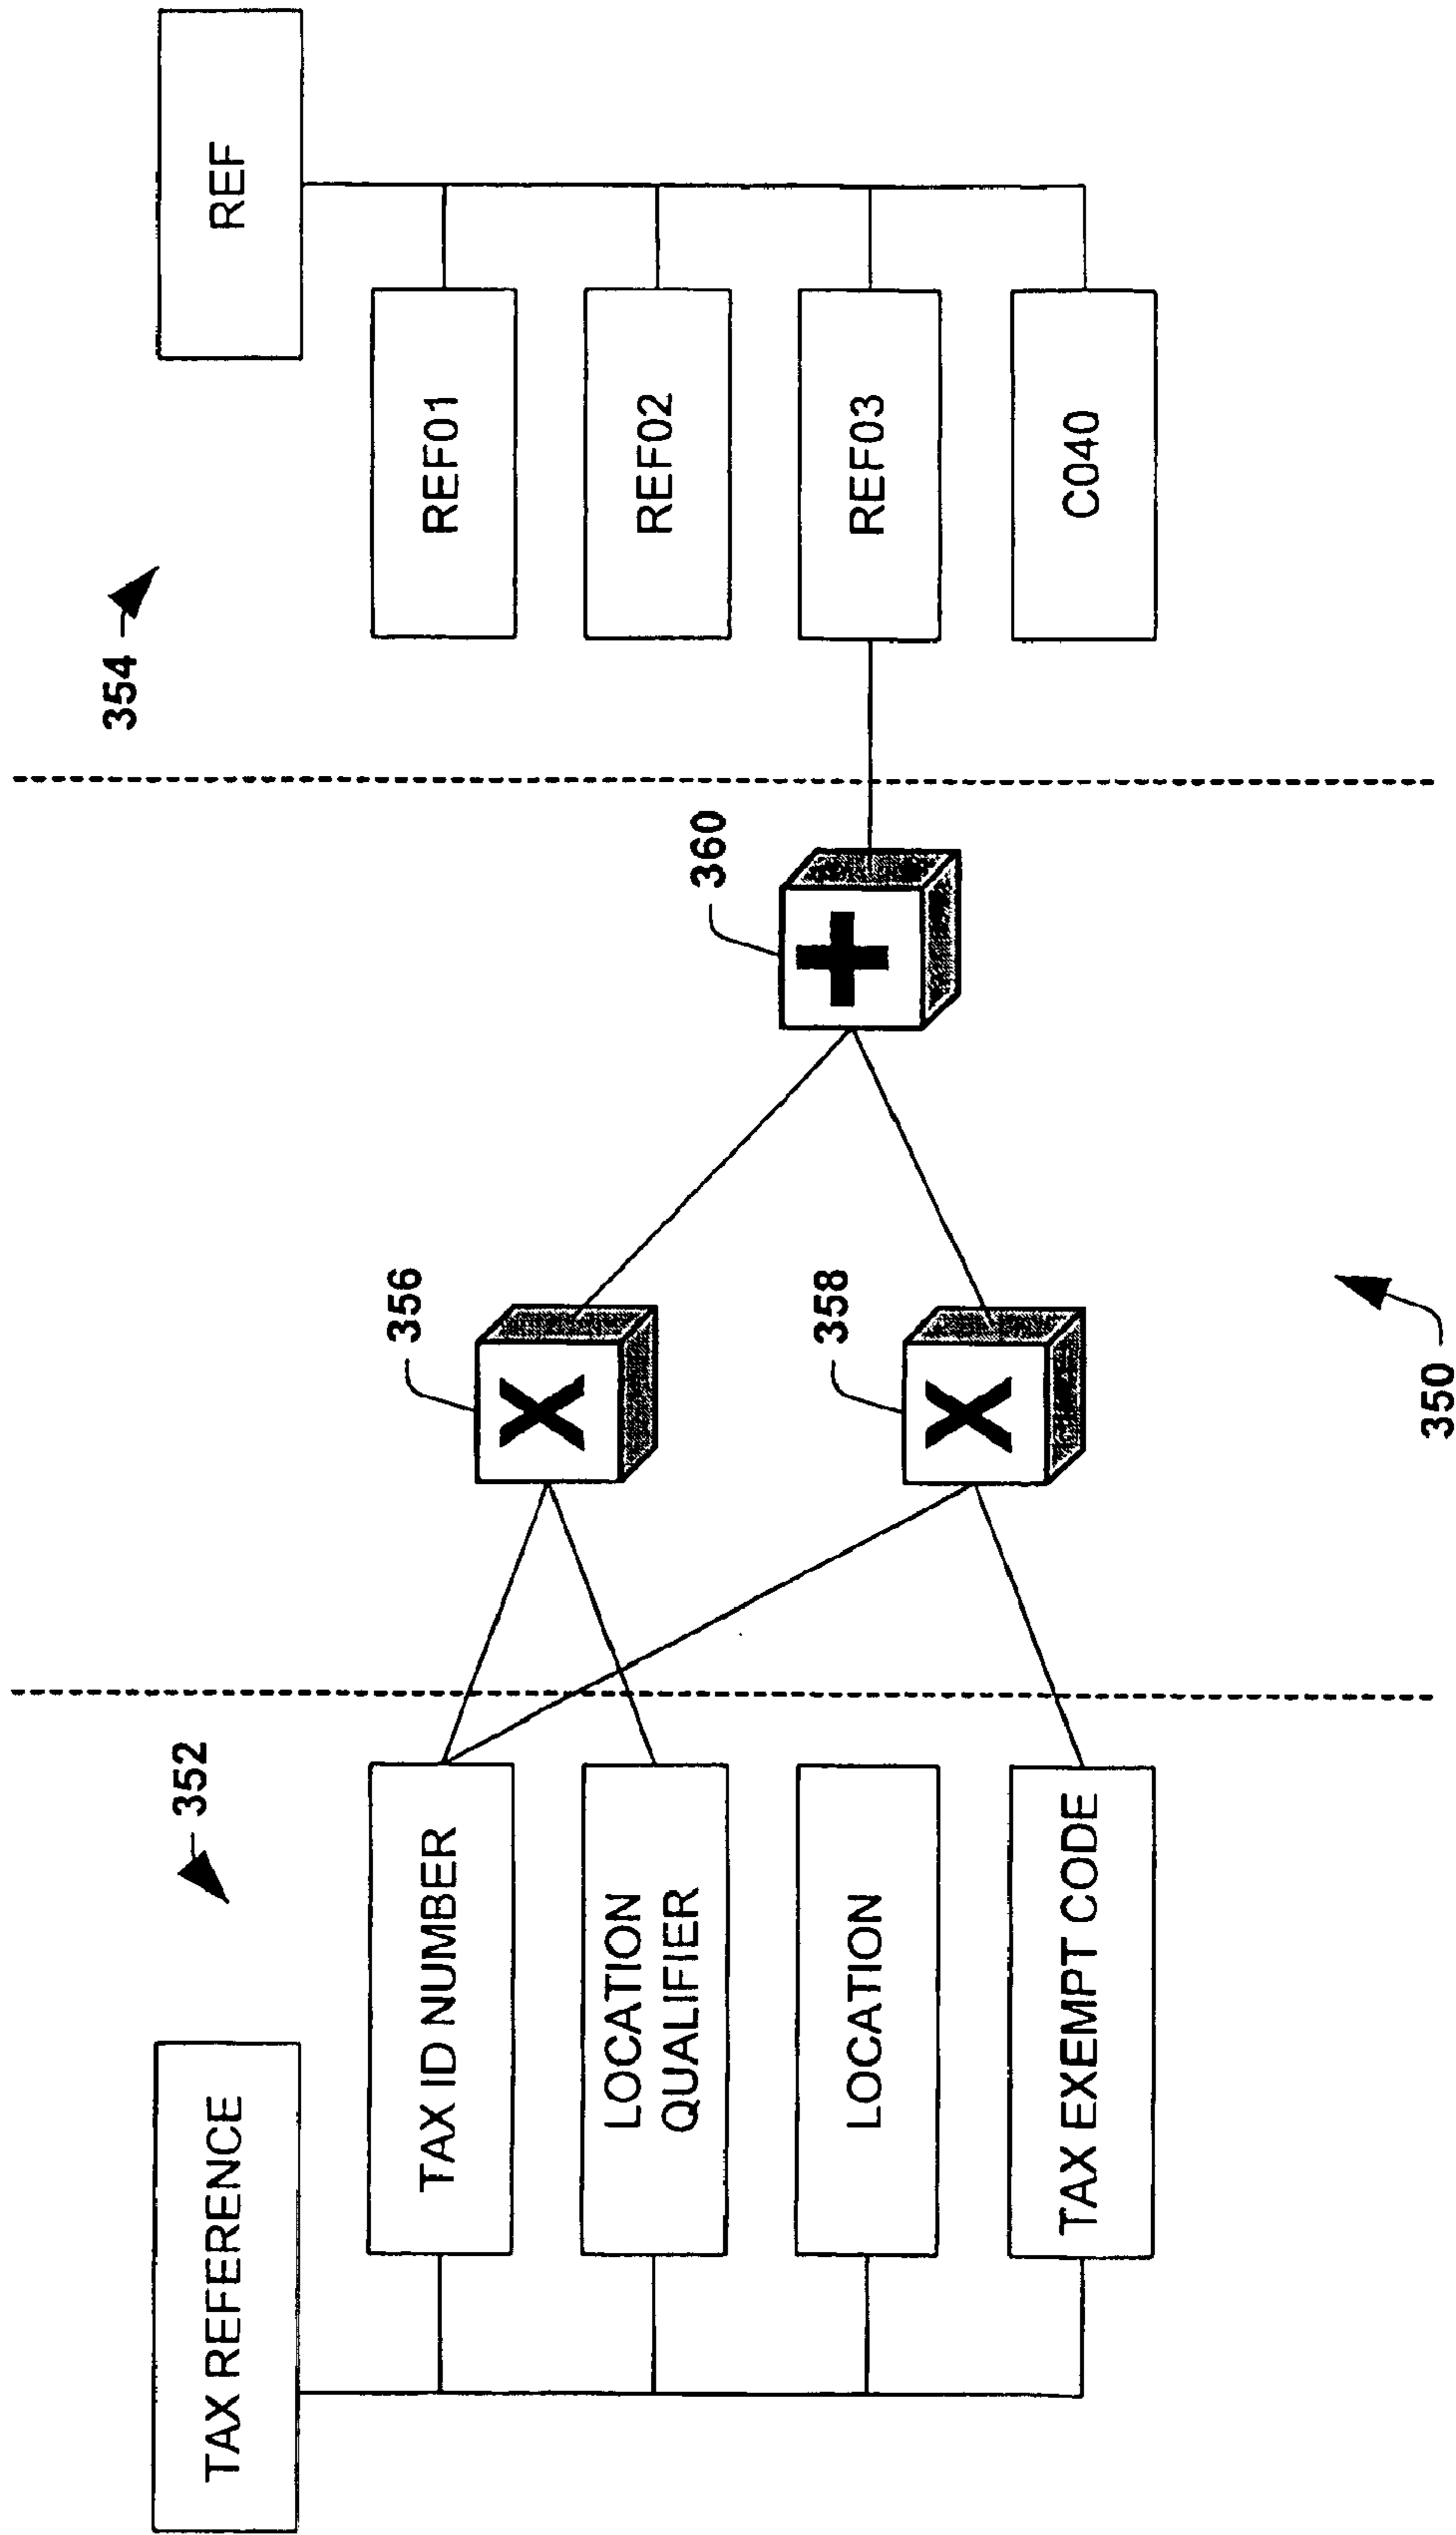 TAX REFERENCE
352
TAX ID NUMBER
LOCATION
QUALIFIER
LOCATION
TAX EXEMPT CODE
356
X
358
X
360
+
350
354
REF
REF01
REF02
REF03
C040